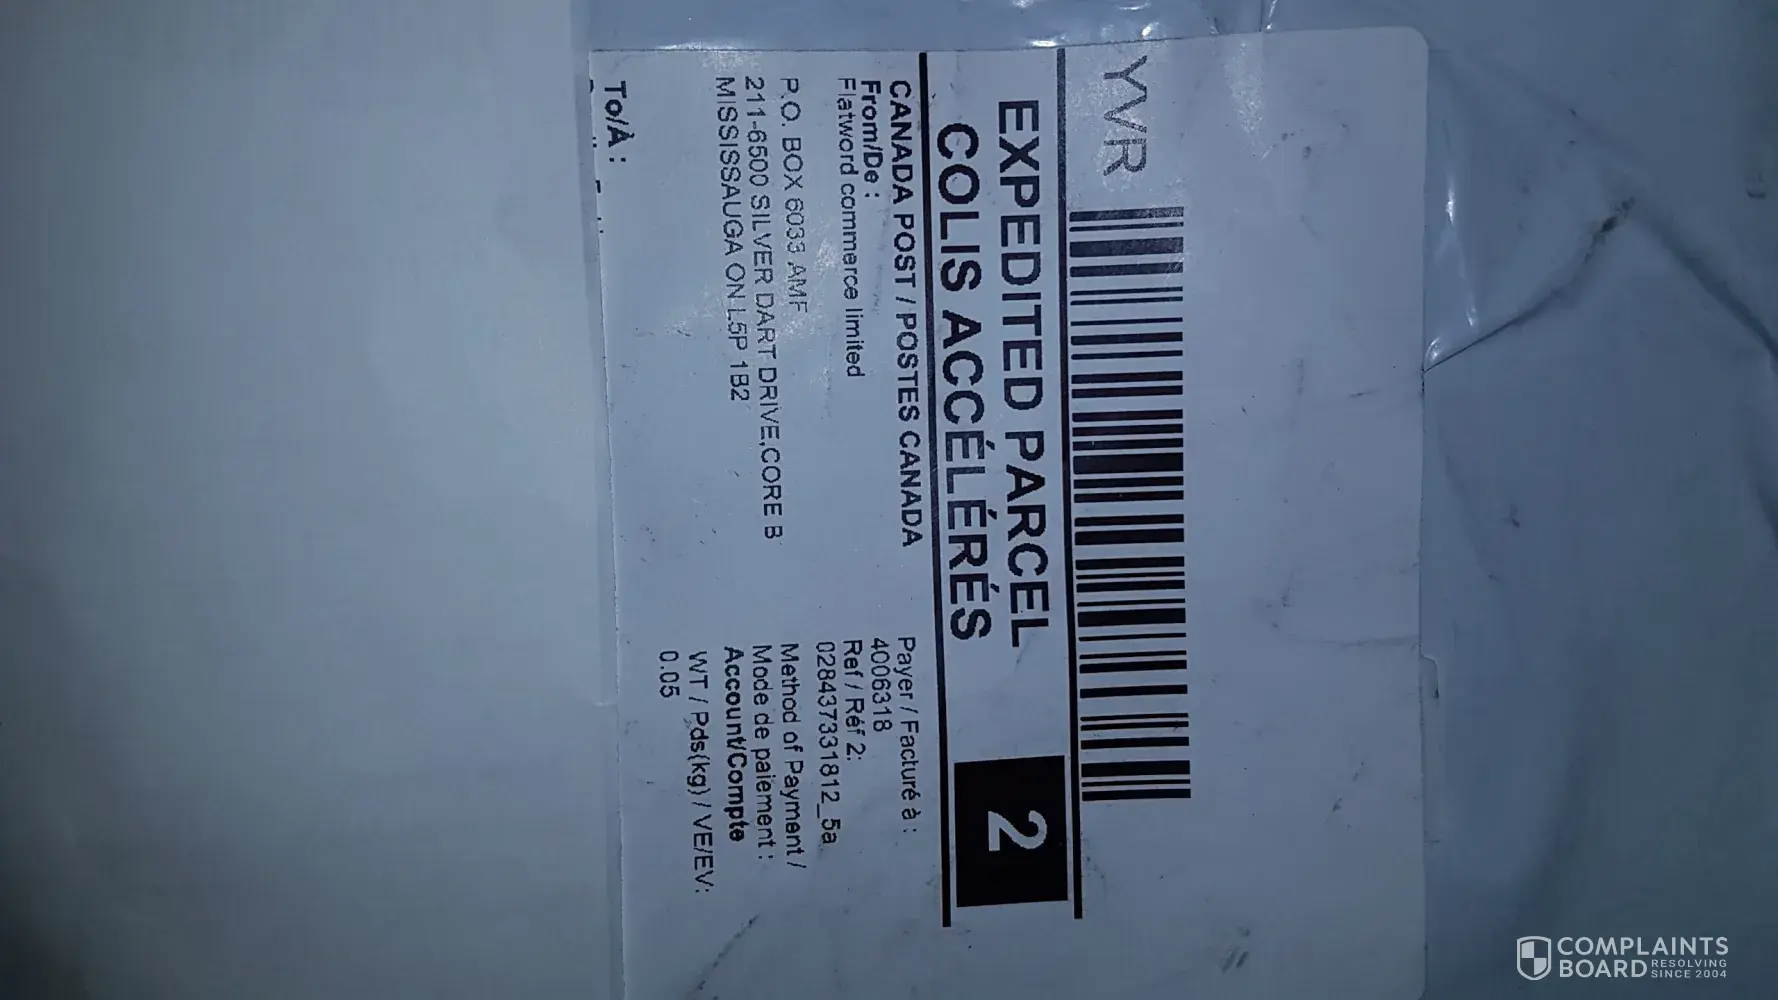 YVR
EXPEDITED PARCEL
COLIS ACCÉLÉRÉS
2
CANADA POST / POSTES CANADA
From/De :
Flatword commerce limited
P.O. BOX 6033 AMF
211-6500 SILVER DART DRIVE,CORE B
MISSISSAUGA ON L5P 1B2
Payer / Facturé à :
4006318
Ref / Réf 2:
028437331812_5a
Method of Payment /
Mode de paiement :
Account/Compte
WT / Pds(kg) / VE/EV:
0.05
To/À :
COMPLAINTS
BOARD RESOLVING
SINCE 2004